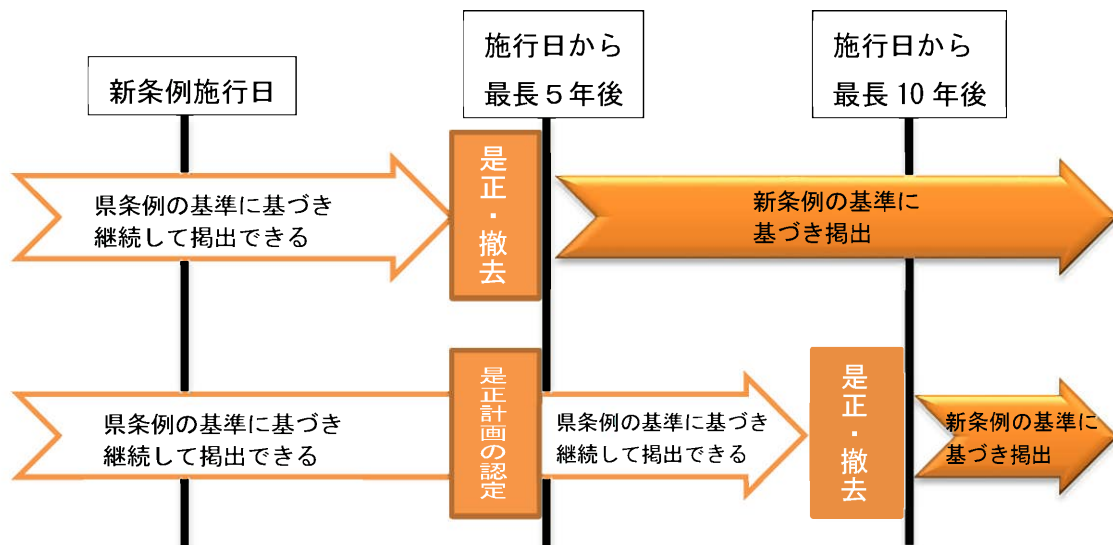 新条例施行日
施行日から
最長５年後
施行日から
最長 10 年後
県条例の基準に基づき
継続して掲出できる
是正・撤去
新条例の基準に
基づき掲出
県条例の基準に基づき
継続して掲出できる
是正計画の認定
県条例の基準に基づき
継続して掲出できる
是正・撤去
新条例の基準に
基づき掲出